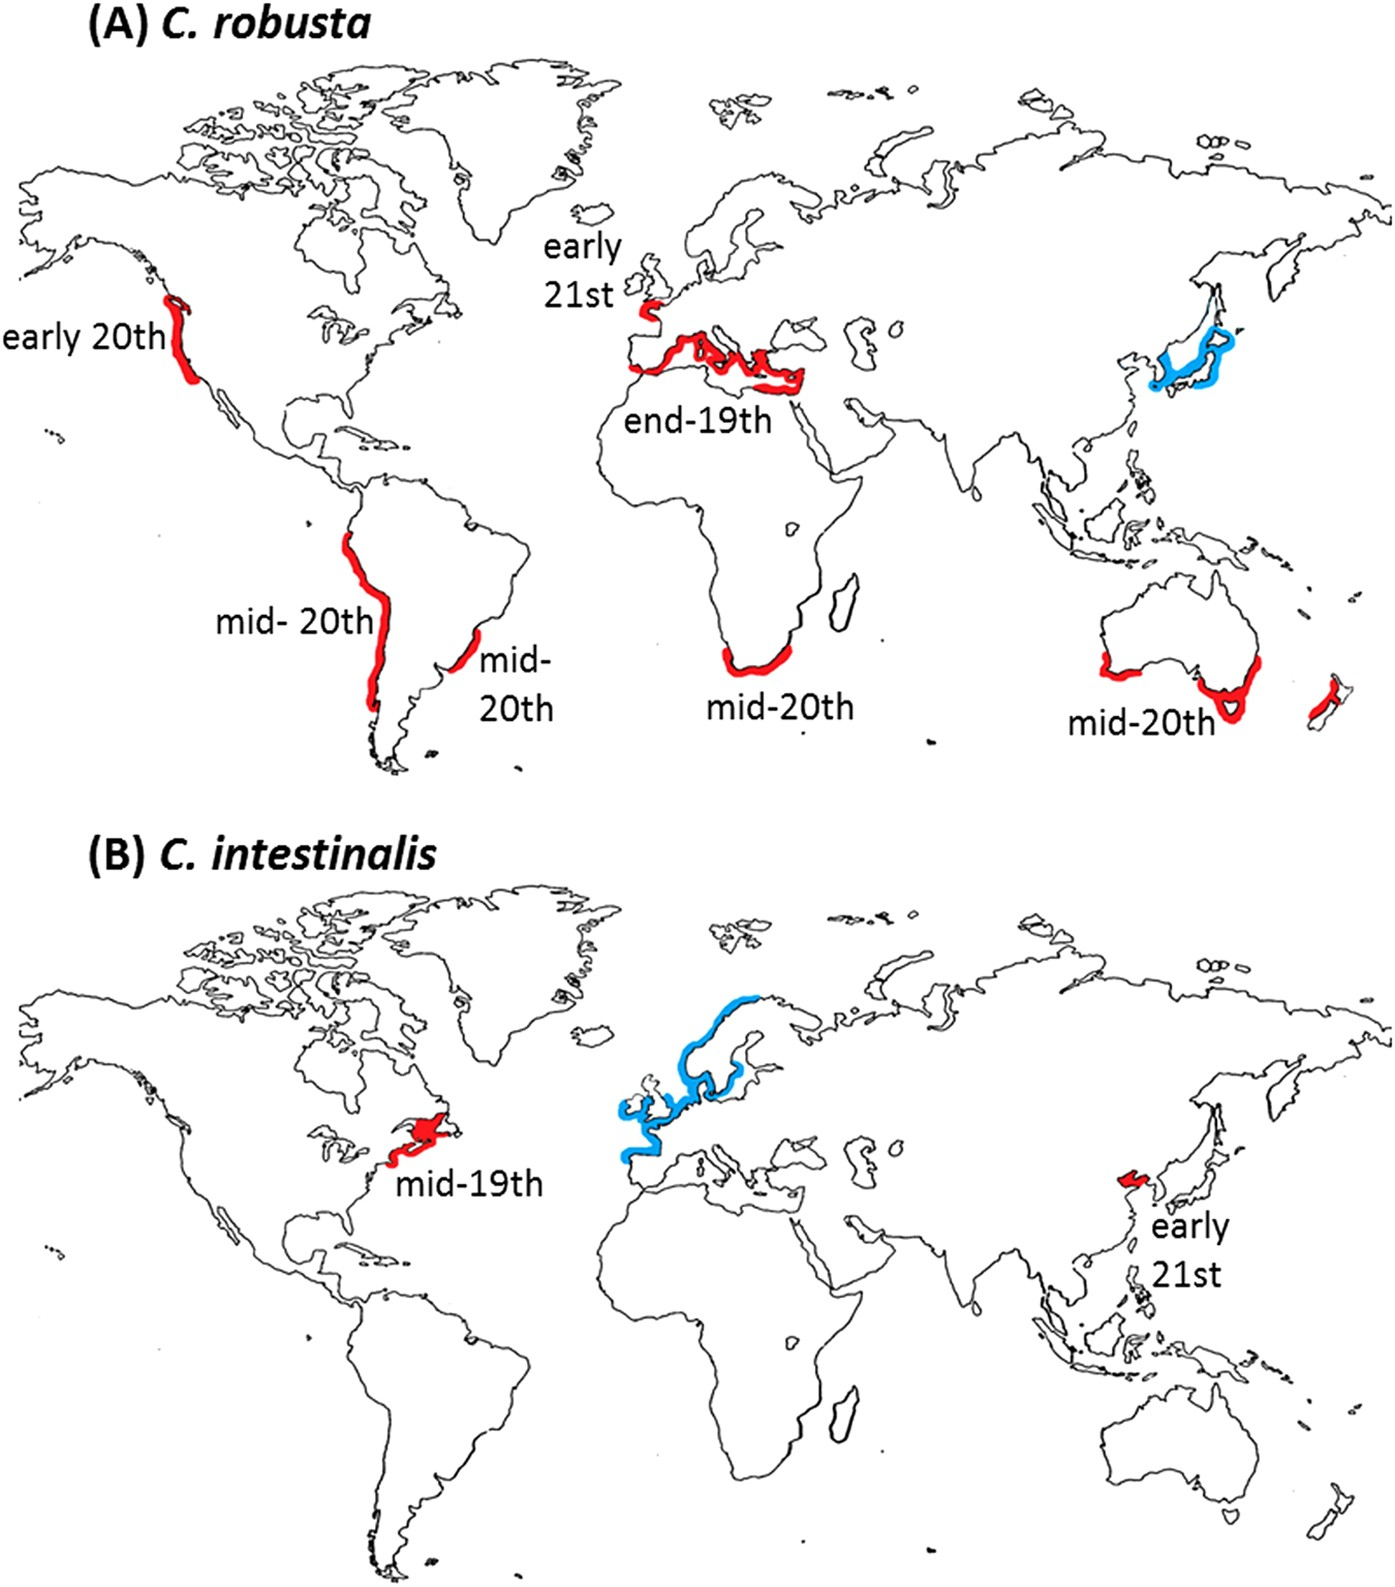 (A) C. robusta
early
21st
early 20th
end-19th
mid- 20th
mid-
20th
mid-20th
mid-20th
(B) C. intestinalis
mid-19th
early
21st